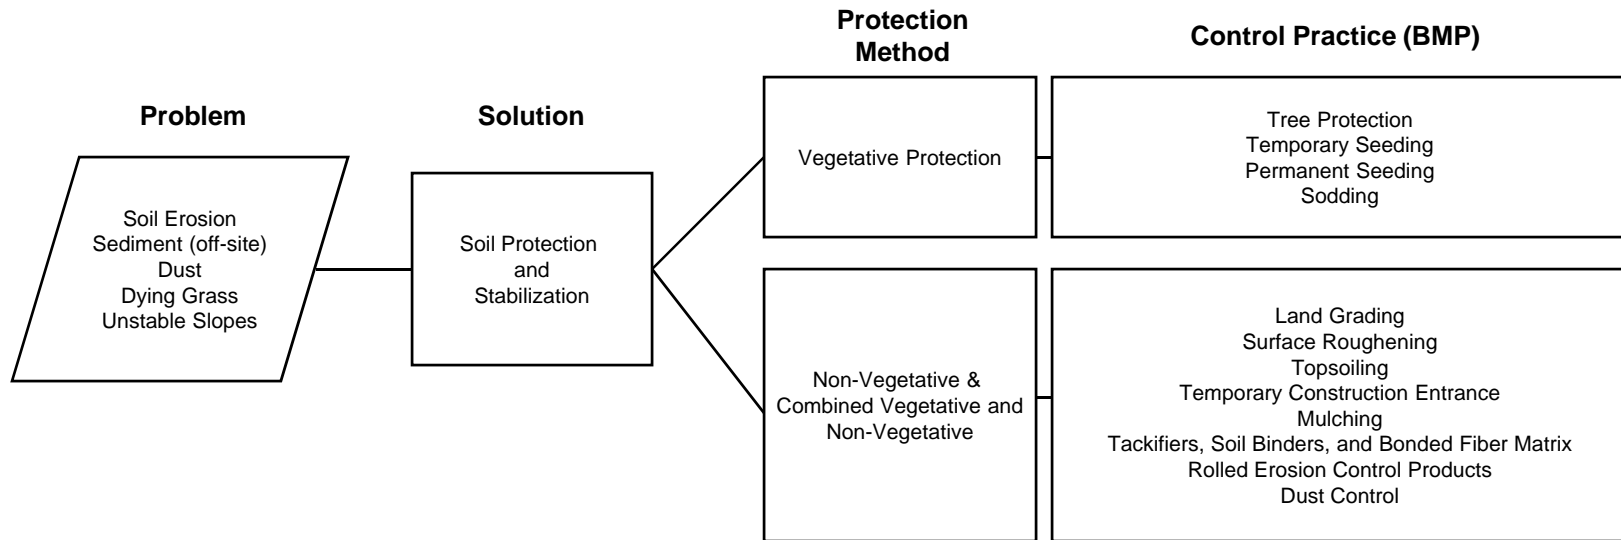 Problem
Soil Erosion
Sediment (off-site)
Dust
Dying Grass
Unstable Slopes
Solution
Soil Protection
and
Stabilization
Protection
Method
Vegetative Protection
Non-Vegetative &
Combined Vegetative and
Non-Vegetative
Control Practice (BMP)
Tree Protection
Temporary Seeding
Permanent Seeding
Sodding
Land Grading
Surface Roughening
Topsoiling
Temporary Construction Entrance
Mulching
Tackifiers, Soil Binders, and Bonded Fiber Matrix
Rolled Erosion Control Products
Dust Control